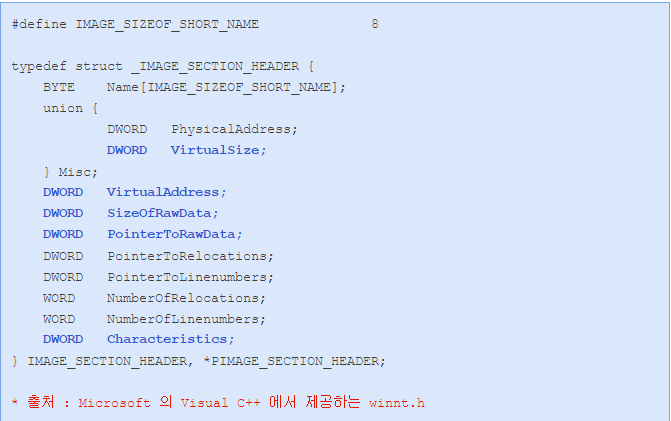 #define IMAGE_SIZEOF_SHORT_NAME 8
typedef struct _IMAGE_SECTION_HEADER {
BYTE Name[IMAGE_SIZEOF_SHORT_NAME];
union {
DWORD PhysicalAddress;
DWORD VirtualSize;
} Misc;
DWORD VirtualAddress;
DWORD SizeOfRawData;
DWORD PointerToRawData;
DWORD PointerToRelocations;
DWORD PointerToLinenumbers;
WORD NumberOfRelocations;
WORD NumberOfLinenumbers;
DWORD Characteristics;
} IMAGE_SECTION_HEADER, *PIMAGE_SECTION_HEADER;
* 출처 : Microsoft 의 Visual C++ 에서 제공하는 winnt.h